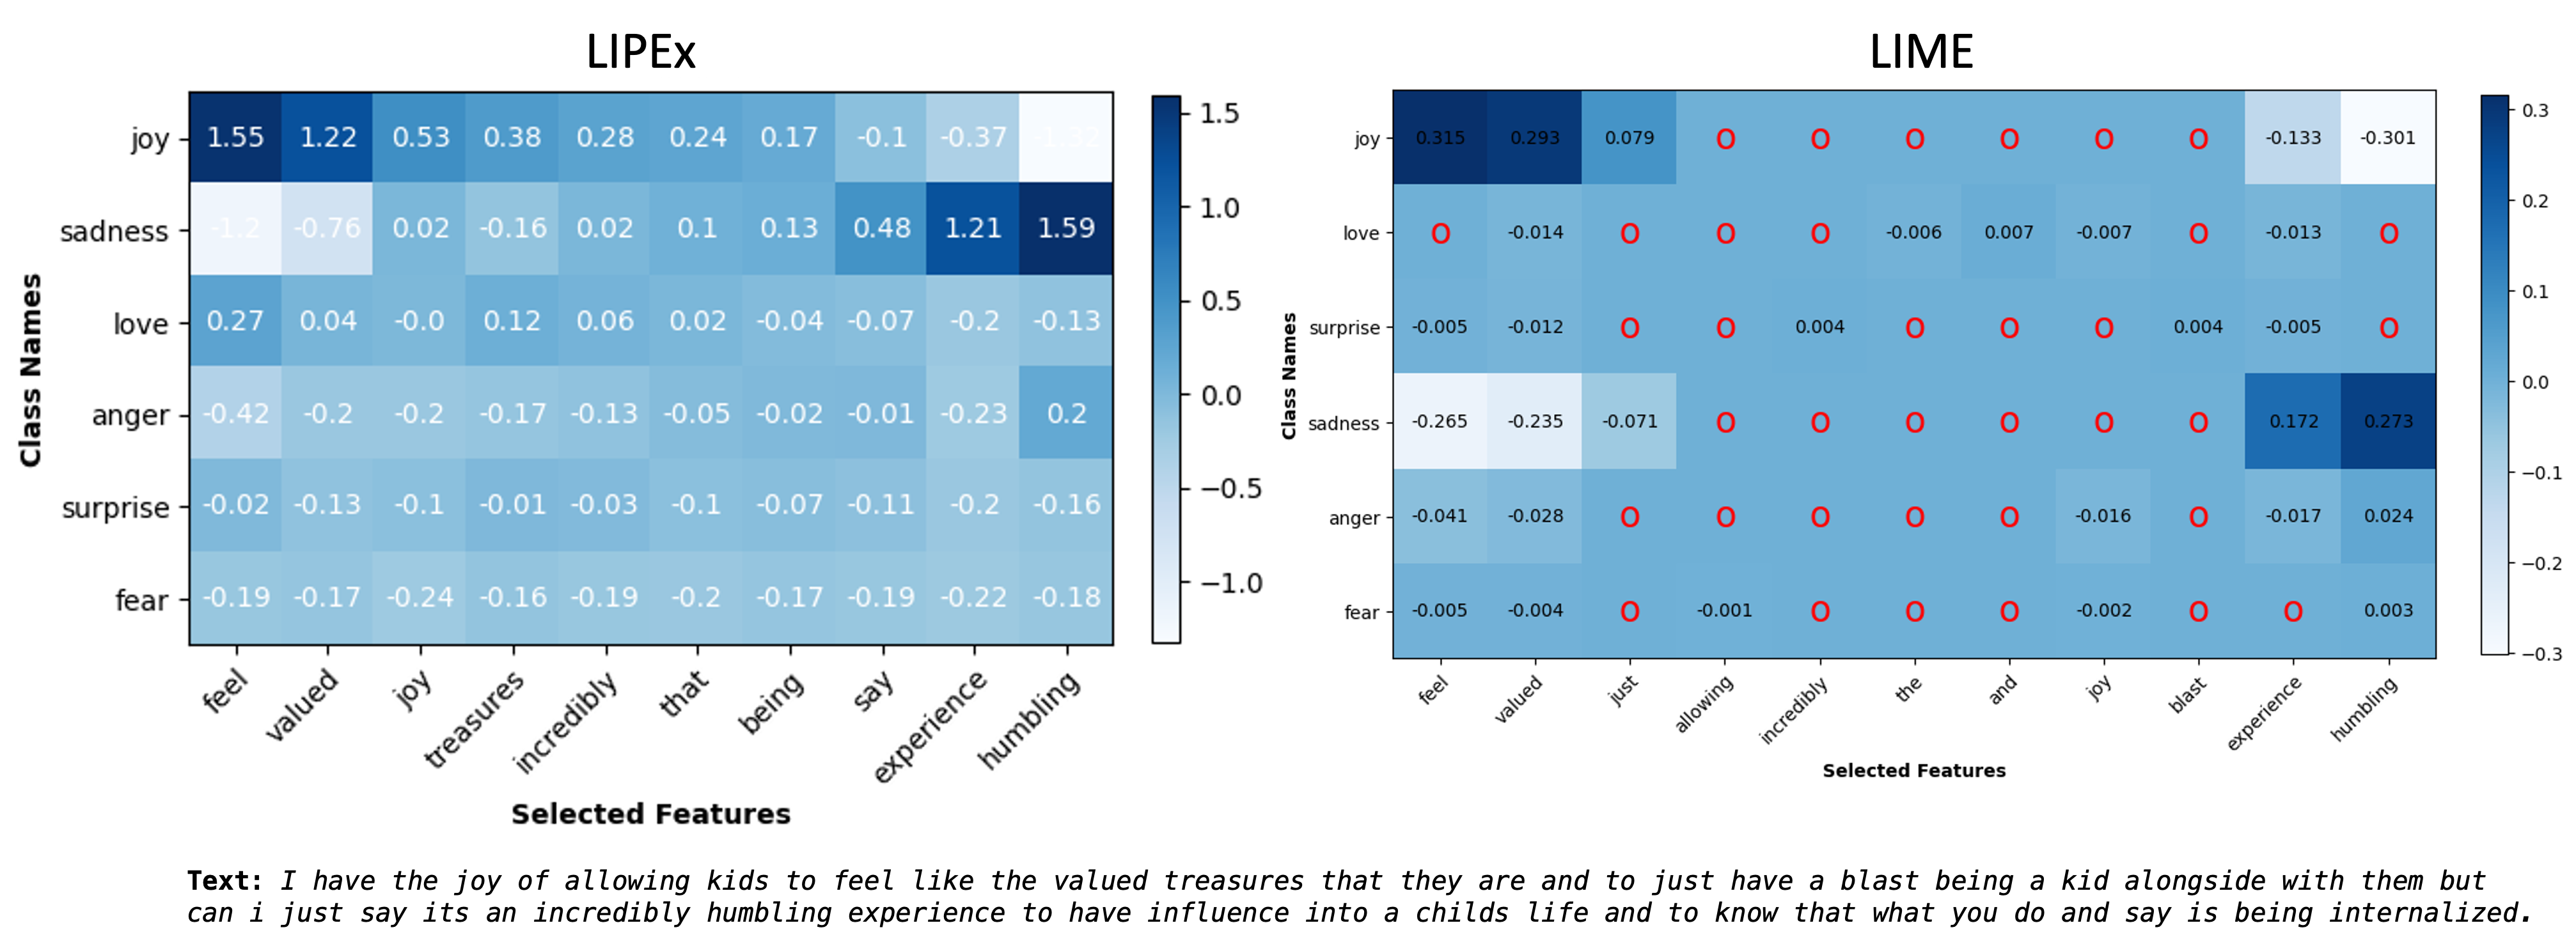 LIPEx
joy 1.55 1.22 0.53 0.38 0.28 0.24 0.17 -0.1 -0.37 -1.32
sadness -1.2 -0.76 0.02 -0.16 0.02 0.1 0.13 0.48 1.21 1.59
love 0.27 0.04 -0.0 0.12 0.06 0.02 -0.04 -0.07 -0.2 -0.13
anger -0.42 -0.2 -0.2 -0.17 -0.13 -0.05 -0.02 -0.01 -0.23 0.2
surprise -0.02 -0.13 -0.1 -0.01 -0.03 -0.1 -0.07 -0.11 -0.2 -0.16
fear -0.19 -0.17 -0.24 -0.16 -0.19 -0.2 -0.17 -0.19 -0.22 -0.18
feel valued joy treasures incredibly that being say experience humbling
Class Names
Selected Features
1.5
1.0
0.5
0.0
−0.5
−1.0
LIME
joy 0.315 0.293 0.079 O O O O O O -0.133 -0.301
love O -0.014 O O O -0.006 0.007 -0.007 O -0.013 O
surprise -0.005 -0.012 O O 0.004 O O O 0.004 -0.005 O
sadness -0.265 -0.235 -0.071 O O O O O O 0.172 0.273
anger -0.041 -0.028 O O O O O -0.016 O -0.017 0.024
fear -0.005 -0.004 O -0.001 O O O -0.002 O O 0.003
feel valued just allowing incredibly the and joy blast experience humbling
Class Names
Selected Features
0.3
0.2
0.1
0.0
−0.1
−0.2
−0.3
Text: I have the joy of allowing kids to feel like the valued treasures that they are and to just have a blast being a kid alongside with them but
can i just say its an incredibly humbling experience to have influence into a childs life and to know that what you do and say is being internalized.